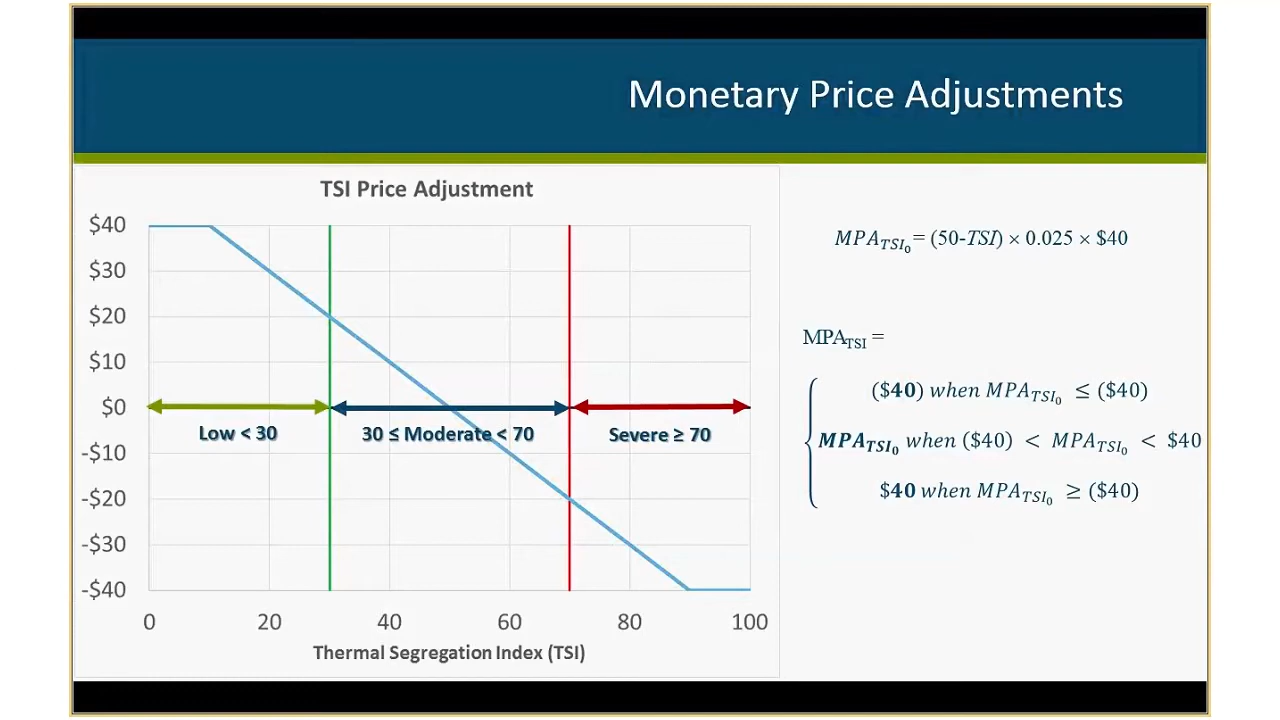 Monetary Price Adjustments
TSI Price Adjustment
$40
$30
$20
$10
$0
-$10
-$20
-$30
-$40
Low < 30
30 ≤ Moderate < 70
Severe ≥ 70
0 20 40 60 80 100
Thermal Segregation Index (TSI)
MPA_TSI₀ = (50-TSI) × 0.025 × $40
MPA_TSI =
($40) when MPA_TSI₀ ≤ ($40)
MPA_TSI₀ when ($40) < MPA_TSI₀ < $40
$40 when MPA_TSI₀ ≥ ($40)